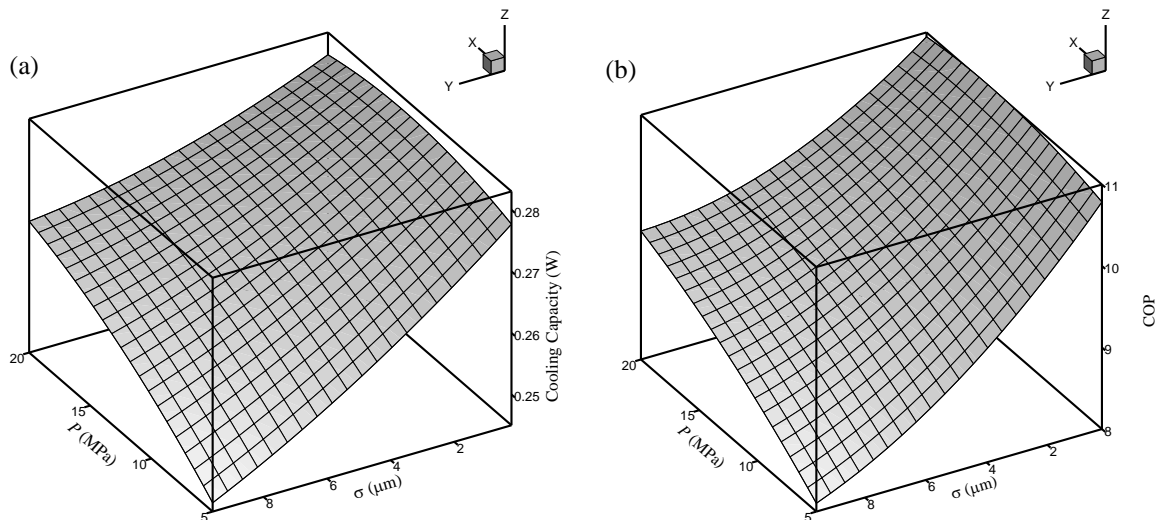 (a)
X
Z
Y
0.28
0.27
0.26
0.25
Cooling Capacity (W)
20
15
10
5
P (MPa)
8
6
4
2
σ (μm)
(b)
X
Z
Y
11
10
9
8
COP
20
15
10
5
P (MPa)
8
6
4
2
σ (μm)